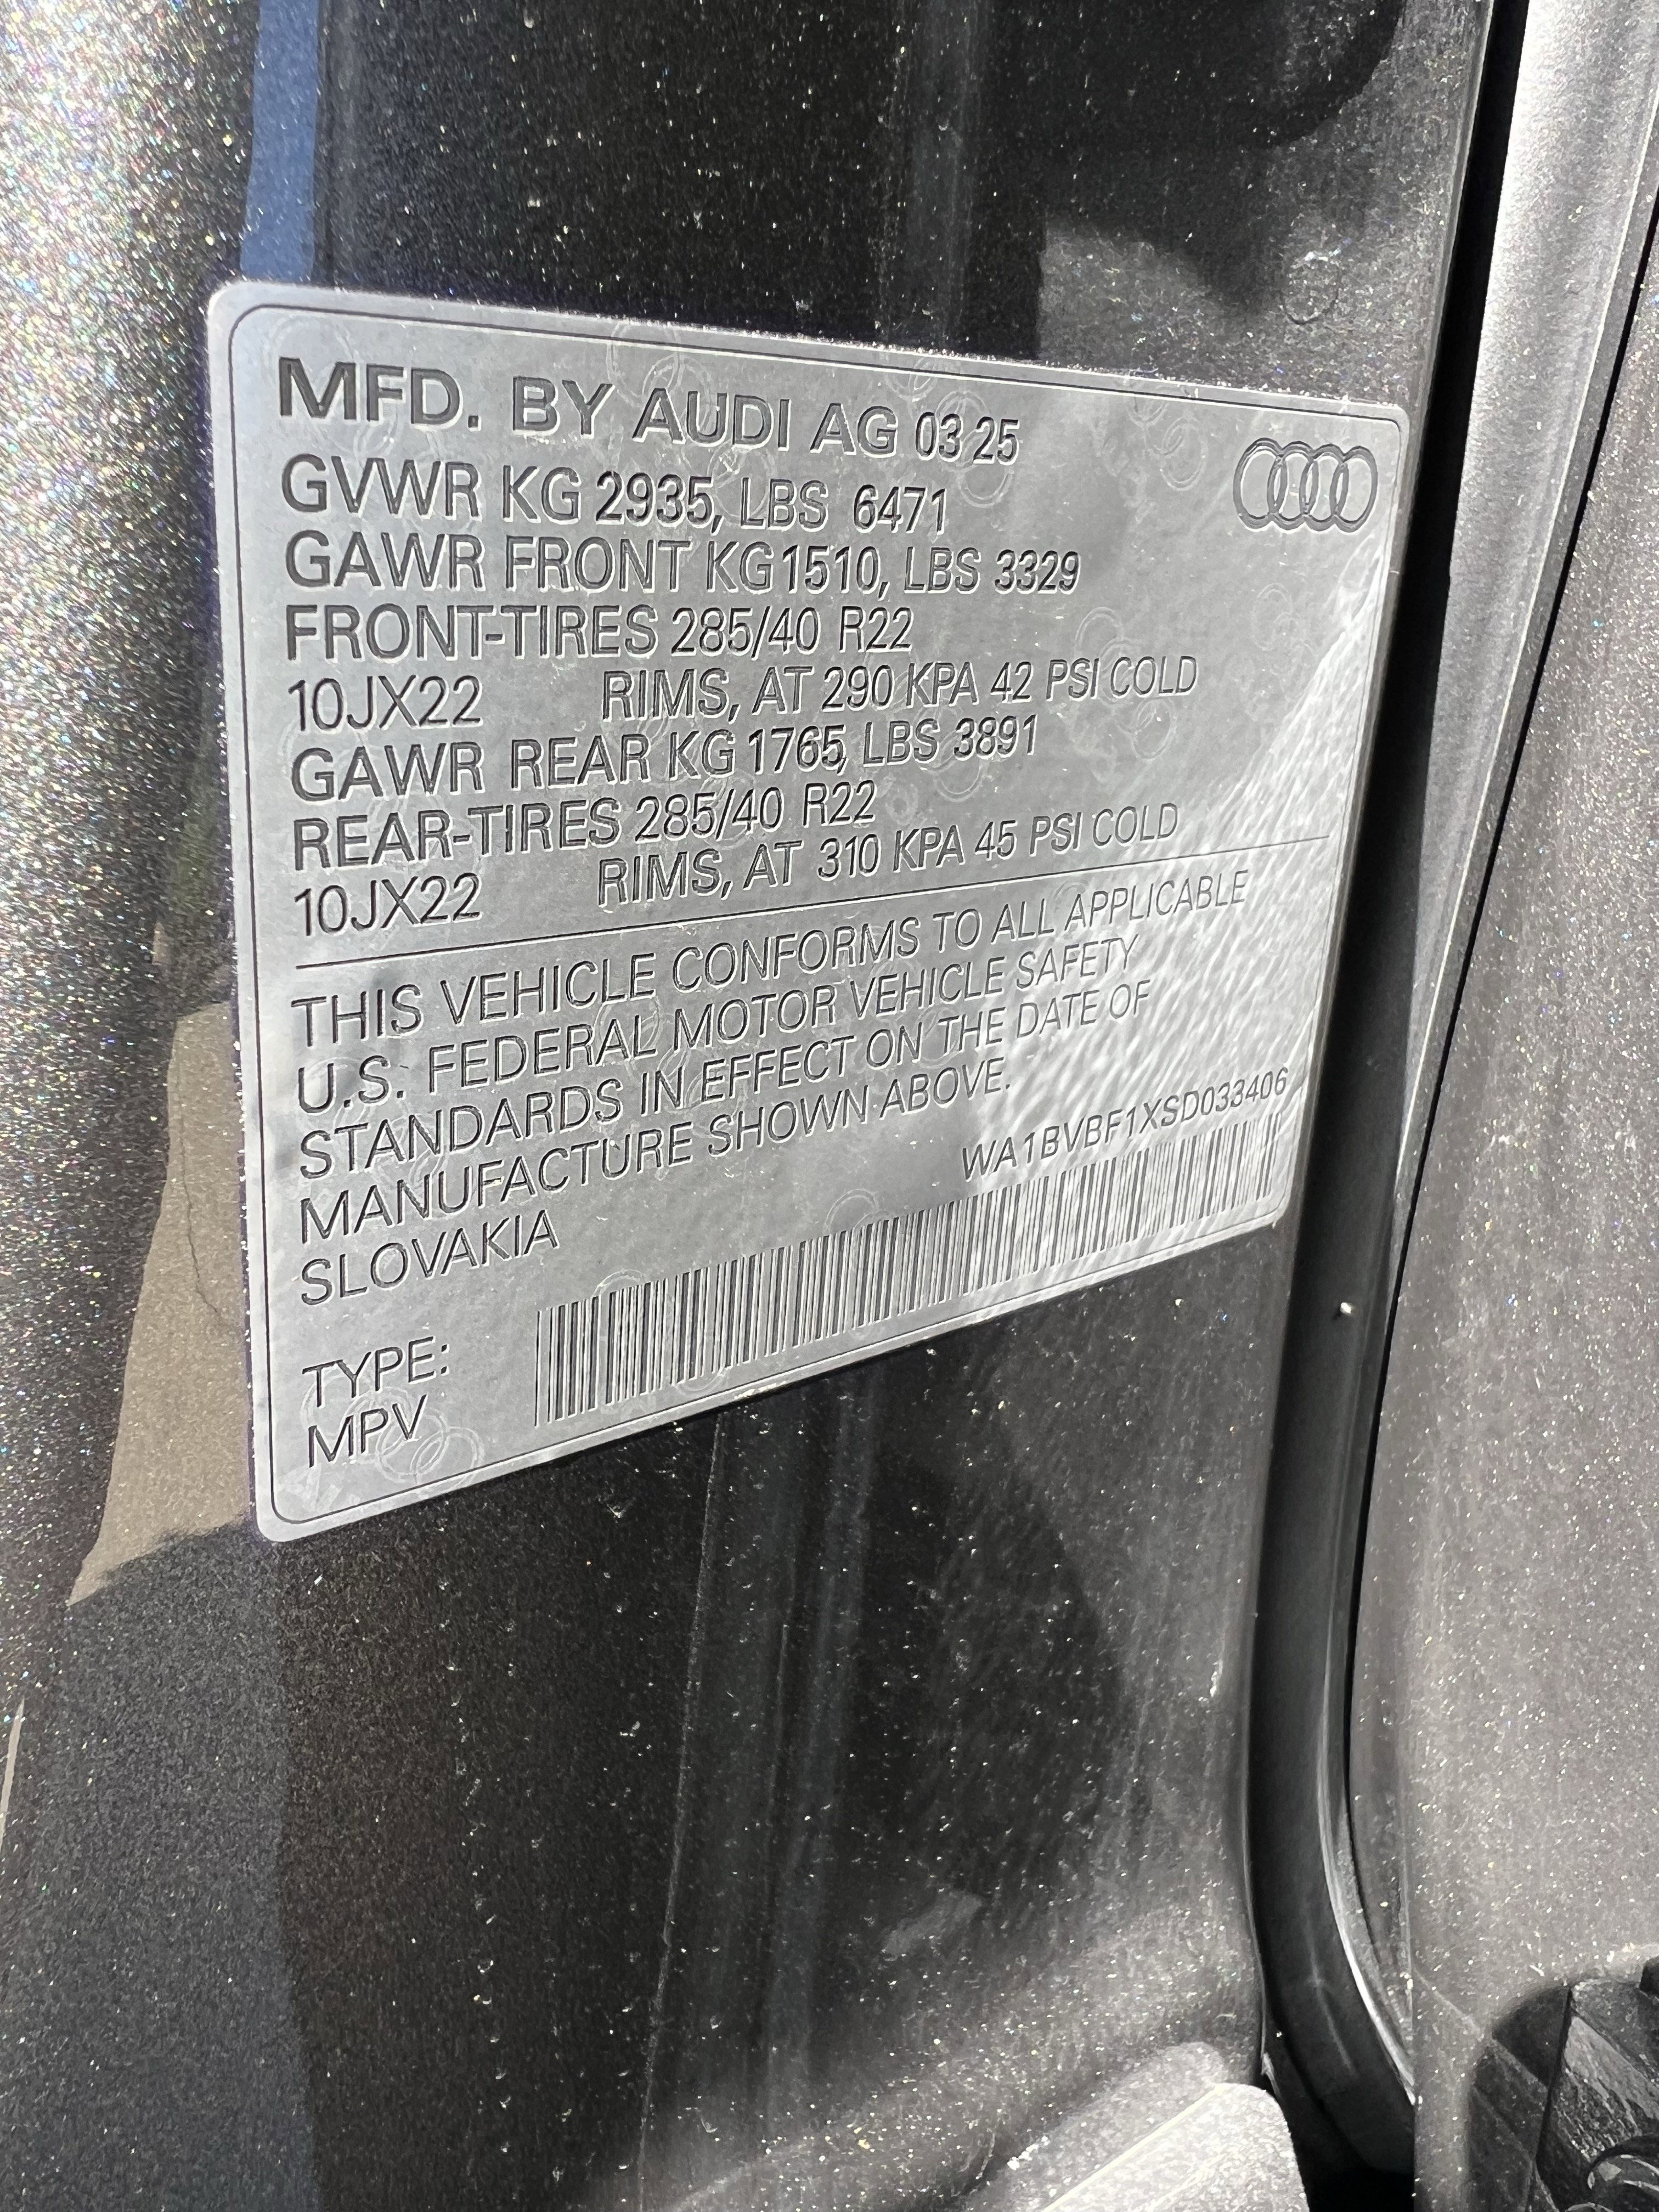 MFD. BY AUDI AG 03 25
GVWR KG 2935, LBS 6471
GAWR FRONT KG 1510, LBS 3329
FRONT-TIRES 285/40 R22
10JX22 RIMS, AT 290 KPA 42 PSI COLD
GAWR REAR KG 1765, LBS 3891
REAR-TIRES 285/40 R22
10JX22 RIMS, AT 310 KPA 45 PSI COLD
THIS VEHICLE CONFORMS TO ALL APPLICABLE
U.S. FEDERAL MOTOR VEHICLE SAFETY
STANDARDS IN EFFECT ON THE DATE OF
MANUFACTURE SHOWN ABOVE.
SLOVAKIA
WA1BVBF1XSD033406
TYPE:
MPV